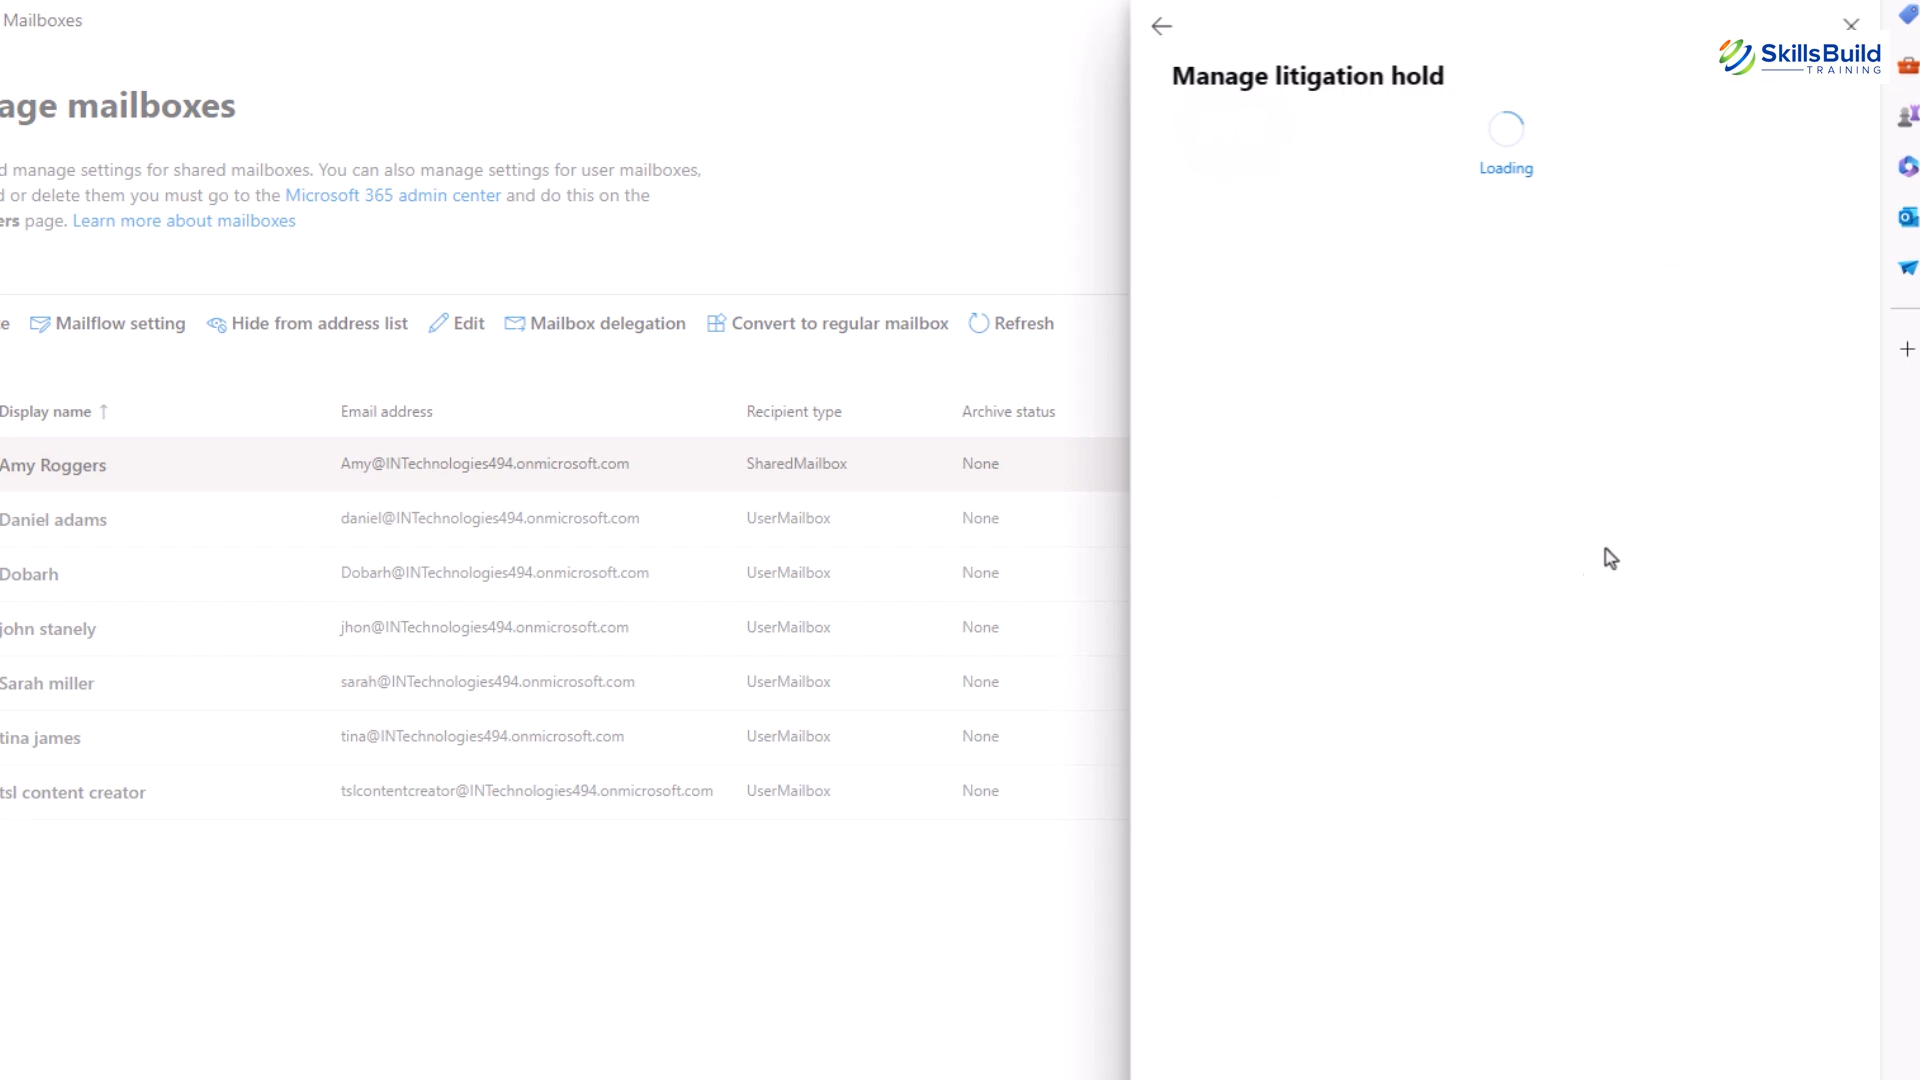 Mailboxes
age mailboxes
d manage settings for shared mailboxes. You can also manage settings for user mailboxes,
d or delete them you must go to the Microsoft 365 admin center and do this on the
ers page. Learn more about mailboxes
e Mailflow setting Hide from address list Edit Mailbox delegation Convert to regular mailbox Refresh
Display name ↑ Email address Recipient type Archive status
Amy Roggers Amy@INTechnologies494.onmicrosoft.com SharedMailbox None
Daniel adams daniel@INTechnologies494.onmicrosoft.com UserMailbox None
Dobarh Dobarh@INTechnologies494.onmicrosoft.com UserMailbox None
john stanely jhon@INTechnologies494.onmicrosoft.com UserMailbox None
Sarah miller sarah@INTechnologies494.onmicrosoft.com UserMailbox None
tina james tina@INTechnologies494.onmicrosoft.com UserMailbox None
tsl content creator tslcontentcreator@INTechnologies494.onmicrosoft.com UserMailbox None
Manage litigation hold
Loading
SkillsBuild
TRAINING